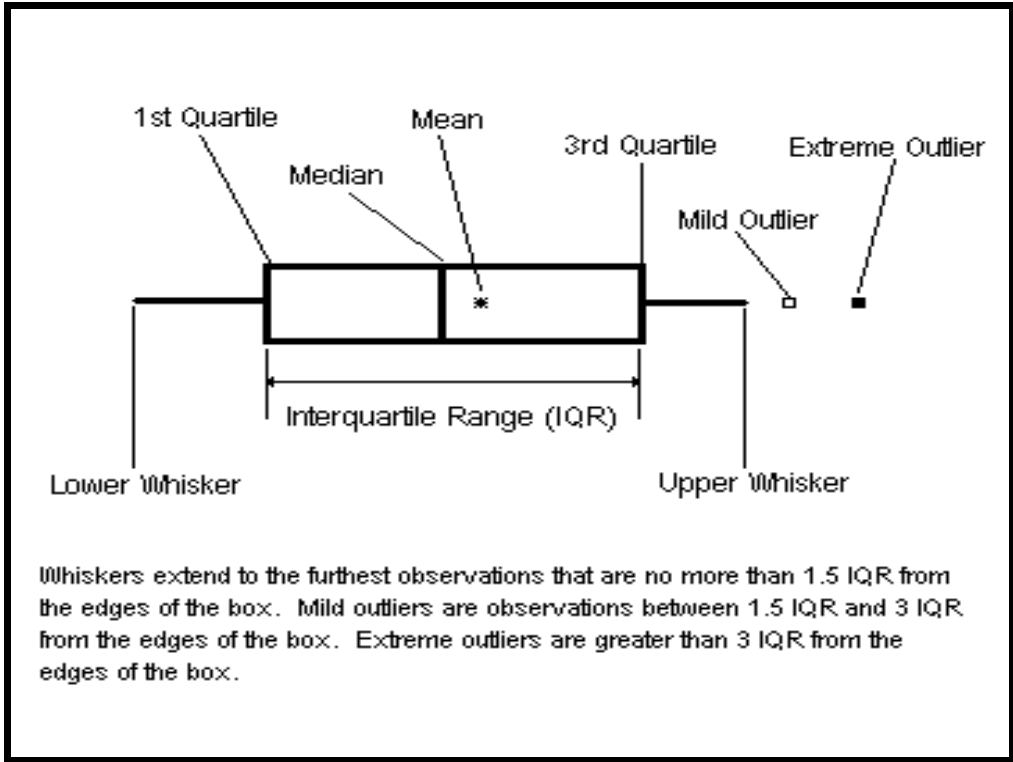 1st Quartile
Mean
3rd Quartile
Extreme Outlier
Median
Mild Outlier
Interquartile Range (IQR)
Lower Whisker
Upper Whisker
Whiskers extend to the furthest observations that are no more than 1.5 IQR from
the edges of the box. Mild outliers are observations between 1.5 IQR and 3 IQR
from the edges of the box. Extreme outliers are greater than 3 IQR from the
edges of the box.